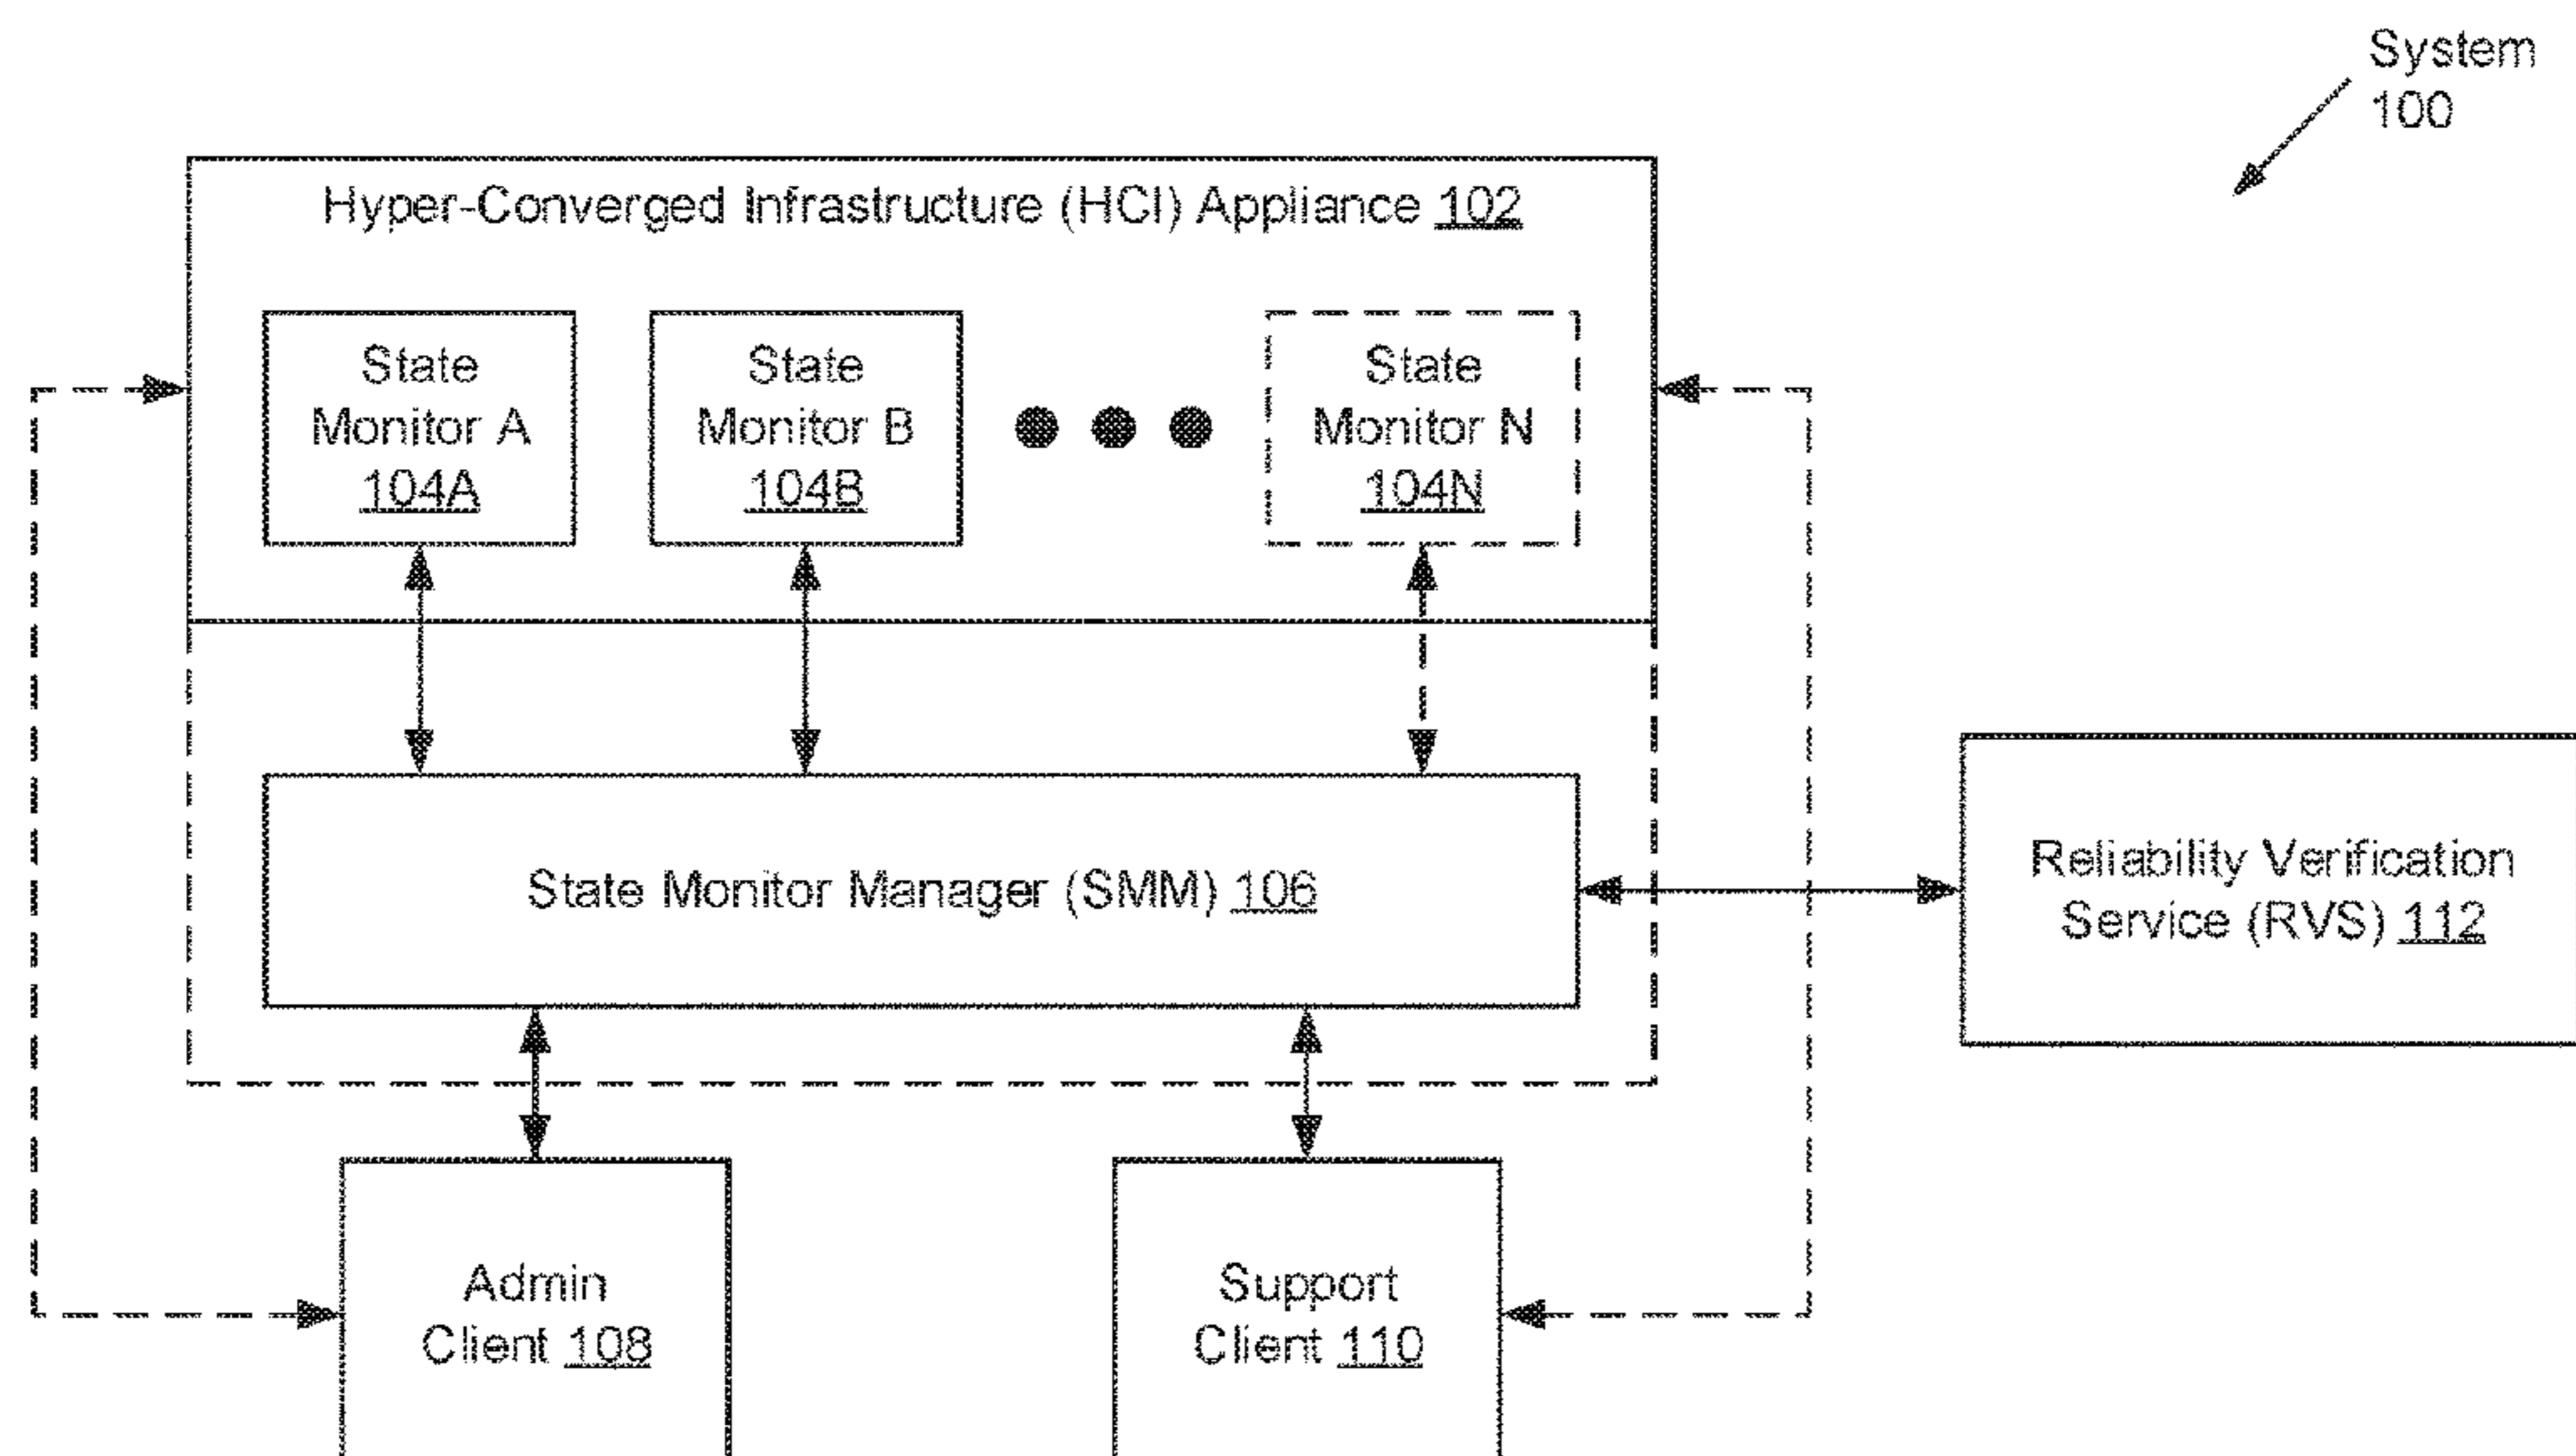 System
100
Hyper-Converged Infrastructure (HCI) Appliance 102
State
Monitor A
104A
State
Monitor B
104B
State
Monitor N
104N
State Monitor Manager (SMM) 106
Reliability Verification
Service (RVS) 112
Admin
Client 108
Support
Client 110